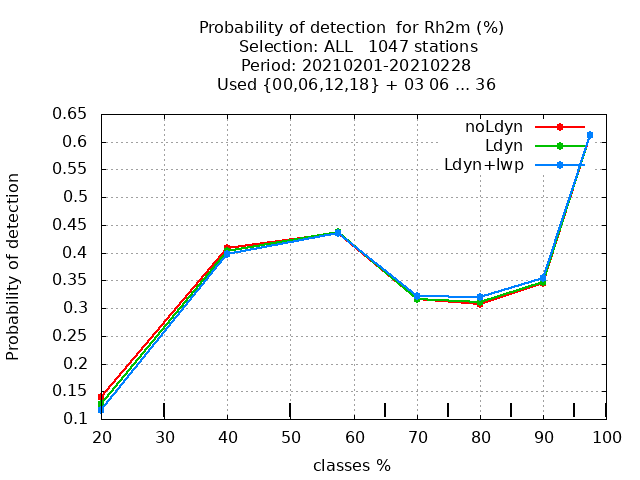 Probability of detection  for Rh2m (%)
Selection: ALL   1047 stations
Period: 20210201-20210228
Used {00,06,12,18} + 03 06 ... 36
noLdyn
Ldyn
Ldyn+lwp
0.65
0.6
0.55
0.5
0.45
0.4
0.35
0.3
0.25
0.2
0.15
0.1
Probability of detection
20 30 40 50 60 70 80 90 100
classes %